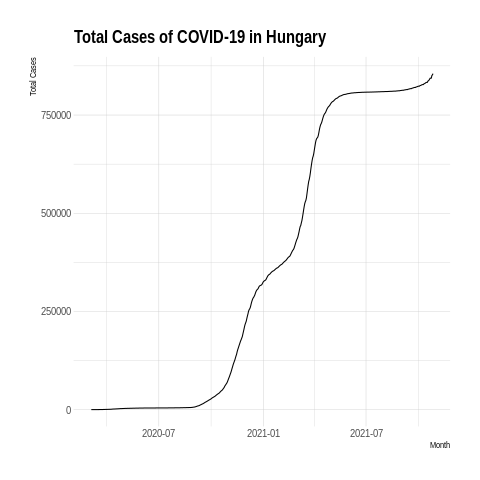 Total Cases of COVID-19 in Hungary
Total Cases
750000
500000
250000
0
2020-07
2021-01
2021-07
Month